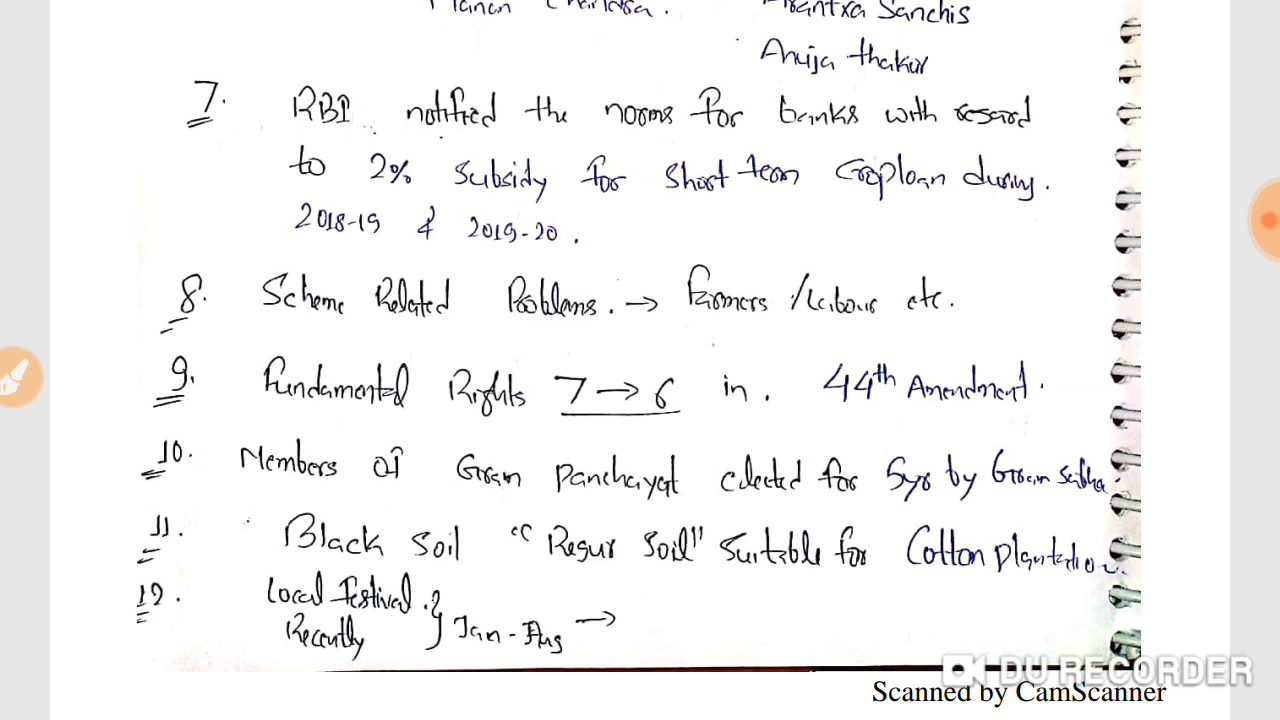 Sanchis
Anuja Thakur
7. RBI notified the norms for banks with regard
to 2% Subsidy for Short term Croploan during.
2018-19 & 2019-20.
8. Scheme Related Problems. → Farmers / Labour etc.
9. Fundamental Rights 7 → 6 in. 44th Amendment.
10. Members of Gram Panchayat elected for 5yr by Gram Sabha.
11. Black Soil "Regur Soil" Suitable for Cotton Plantation.
12. Local Festival.
Recently } Jan - Aug →
DU RECORDER
Scanned by CamScanner